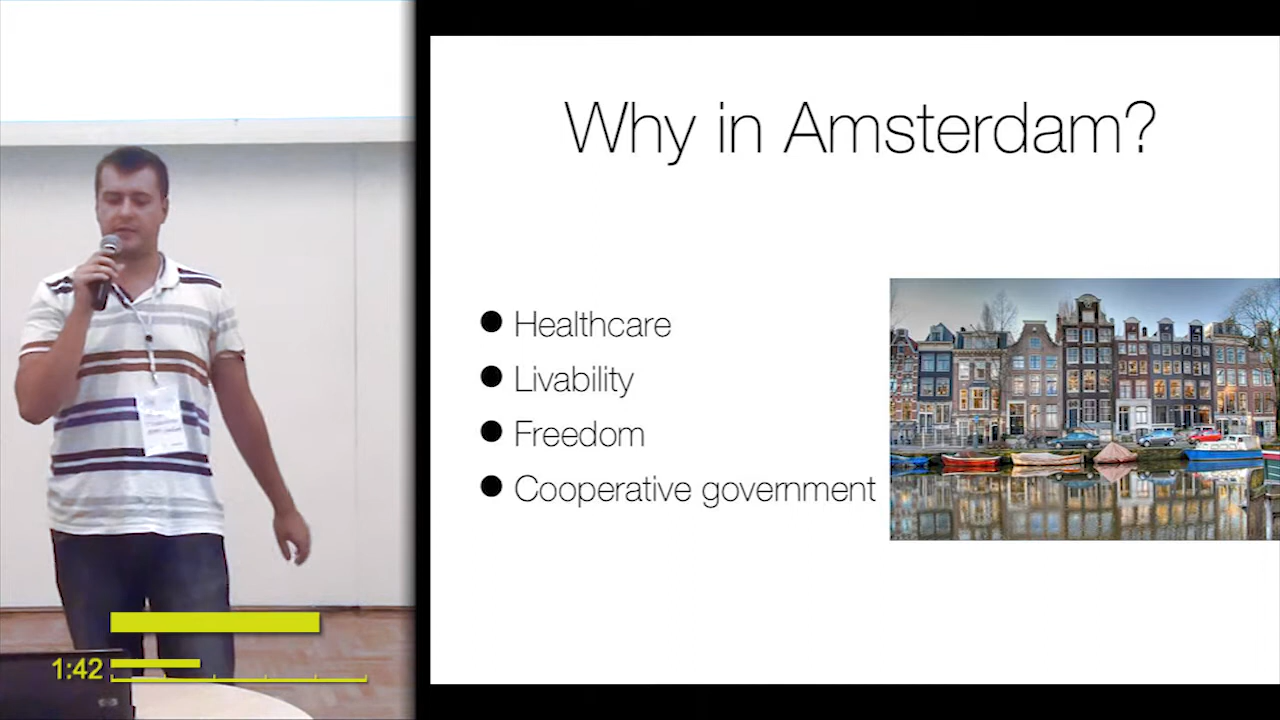 Why in Amsterdam?
Healthcare
Livability
Freedom
Cooperative government
1:42